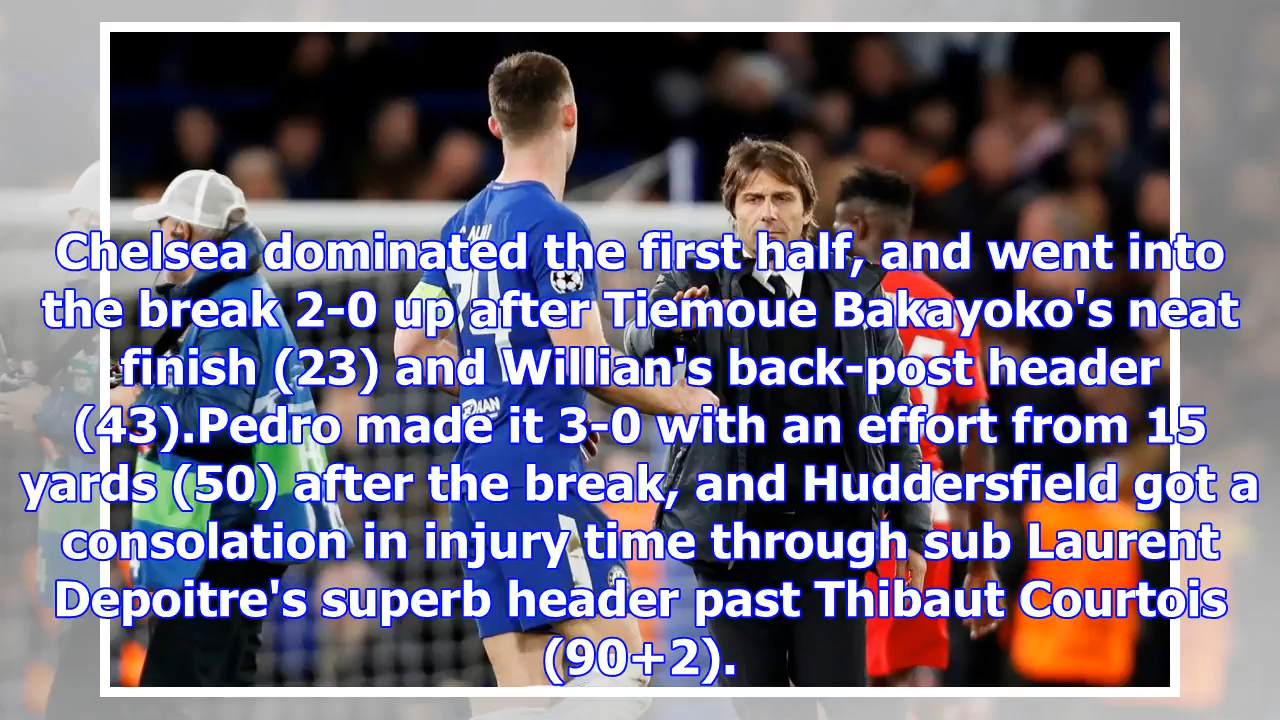 Chelsea dominated the first half, and went into
the break 2-0 up after Tiemoue Bakayoko's neat
finish (23) and Willian's back-post header
(43).Pedro made it 3-0 with an effort from 15
yards (50) after the break, and Huddersfield got a
consolation in injury time through sub Laurent
Depoitre's superb header past Thibaut Courtois
(90+2).